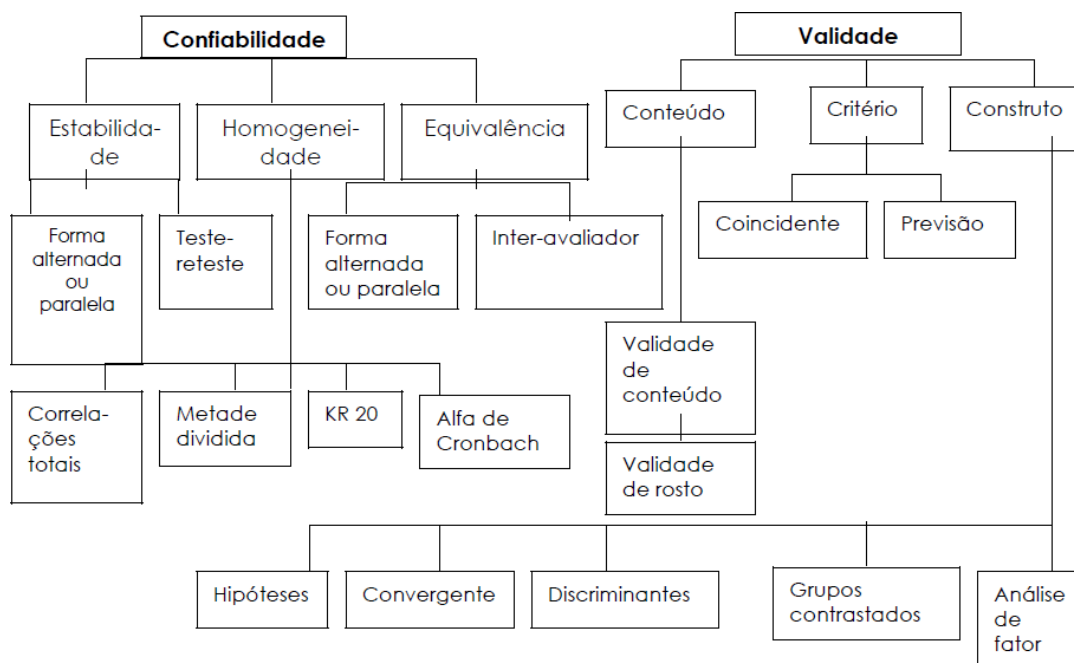 Confiabilidade
Validade
Estabilida-
de
Homogenei-
dade
Equivalência
Conteúdo
Critério
Construto
Forma
alternada
ou
paralela
Teste-
reteste
Forma
alternada
ou paralela
Inter-avaliador
Coincidente
Previsão
Validade
de
conteúdo
Validade
de rosto
Correla-
ções
totais
Metade
dividida
KR 20
Alfa de
Cronbach
Hipóteses
Convergente
Discriminantes
Grupos
contrastados
Análise
de
fator